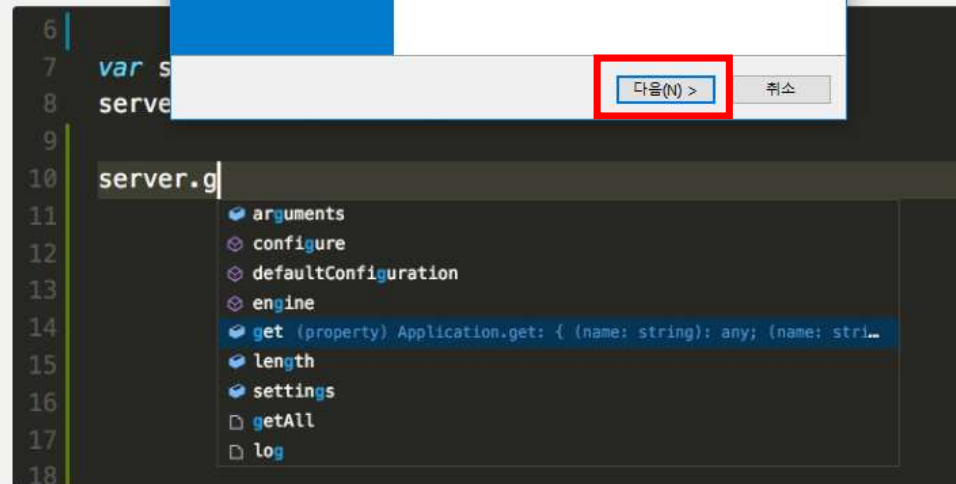 6
7 var s
8 serve
다음(N) > 취소
9
10 server.g
11 arguments
12 configure
defaultConfiguration
13 engine
14 get (property) Application.get: { (name: string): any; (name: stri…
15 length
16 settings
getAll
17 log
18